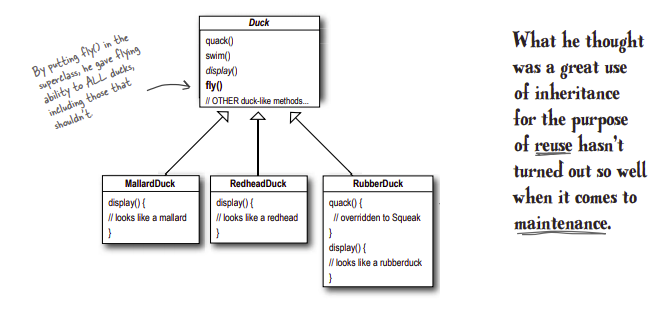 Duck
quack()
swim()
display()
fly()
// OTHER duck-like methods...
By putting fly() in the
superclass, he gave flying
ability to ALL ducks,
including those that
shouldn't
MallardDuck
display() {
// looks like a mallard
}
RedheadDuck
display() {
// looks like a redhead
}
RubberDuck
quack() {
// overridden to Squeak
}
display() {
// looks like a rubberduck
}
What he thought
was a great use
of inheritance
for the purpose
of reuse hasn't
turned out so well
when it comes to
maintenance.